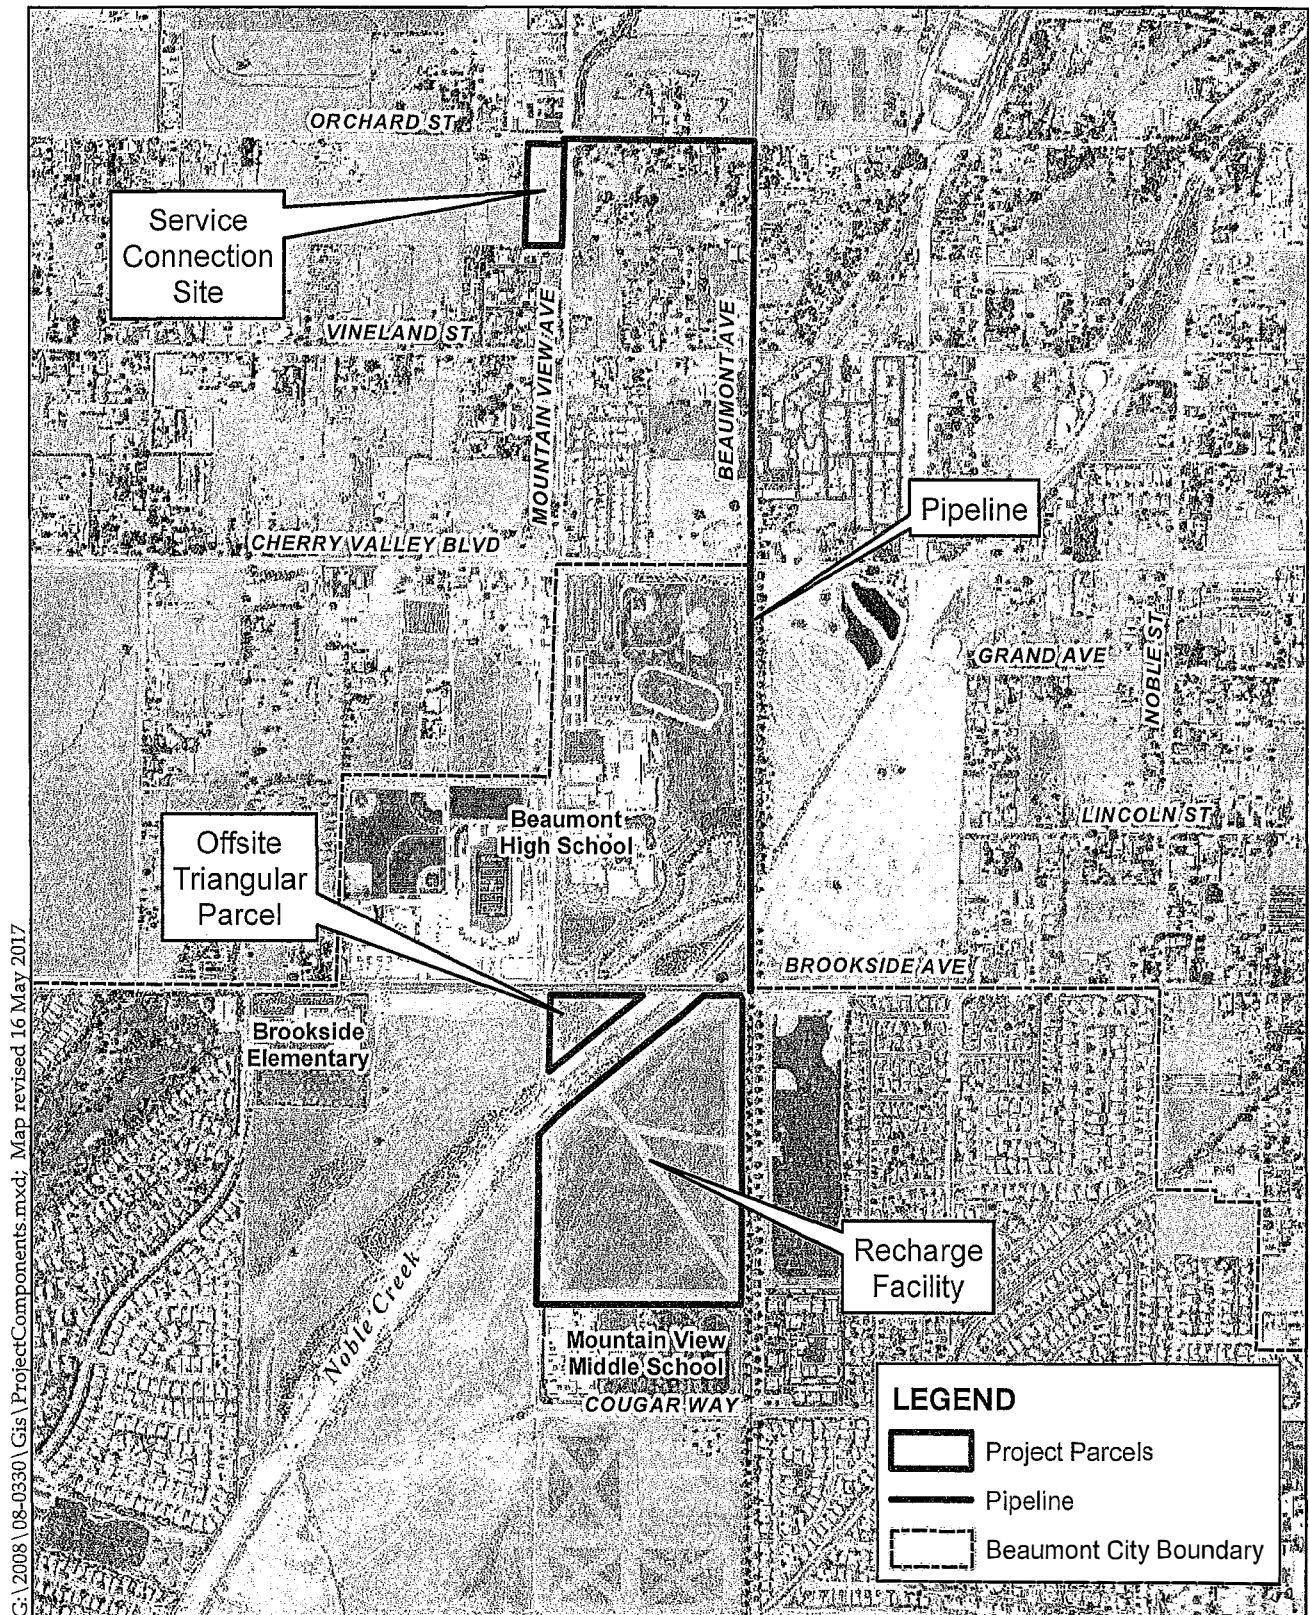 ORCHARD ST
Service
Connection
Site
VINELAND ST
MOUNTAIN VIEW AVE
BEAUMONT AVE
Pipeline
CHERRY VALLEY BLVD
GRAND AVE
NOBLE ST
Beaumont
High School
LINCOLN ST
Offsite
Triangular
Parcel
BROOKSIDE AVE
Brookside
Elementary
Recharge
Facility
Noble Creek
Mountain View
Middle School
COUGAR WAY
LEGEND
Project Parcels
Pipeline
Beaumont City Boundary
G:\2008\08-0330\Gis\ProjectComponents.mxd; Map revised 16 May 2017